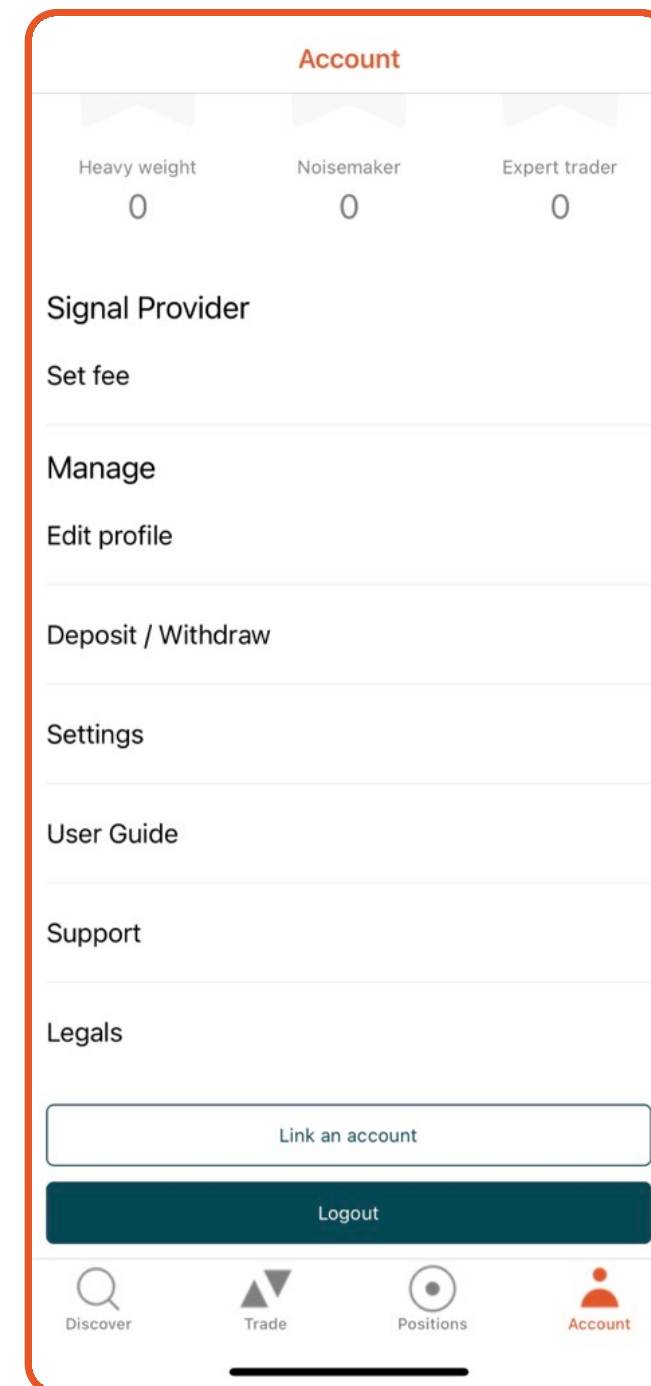 Account
Heavy weight Noisemaker Expert trader
0 0 0
Signal Provider
Set fee
Manage
Edit profile
Deposit / Withdraw
Settings
User Guide
Support
Legals
Link an account
Logout
Discover Trade Positions Account